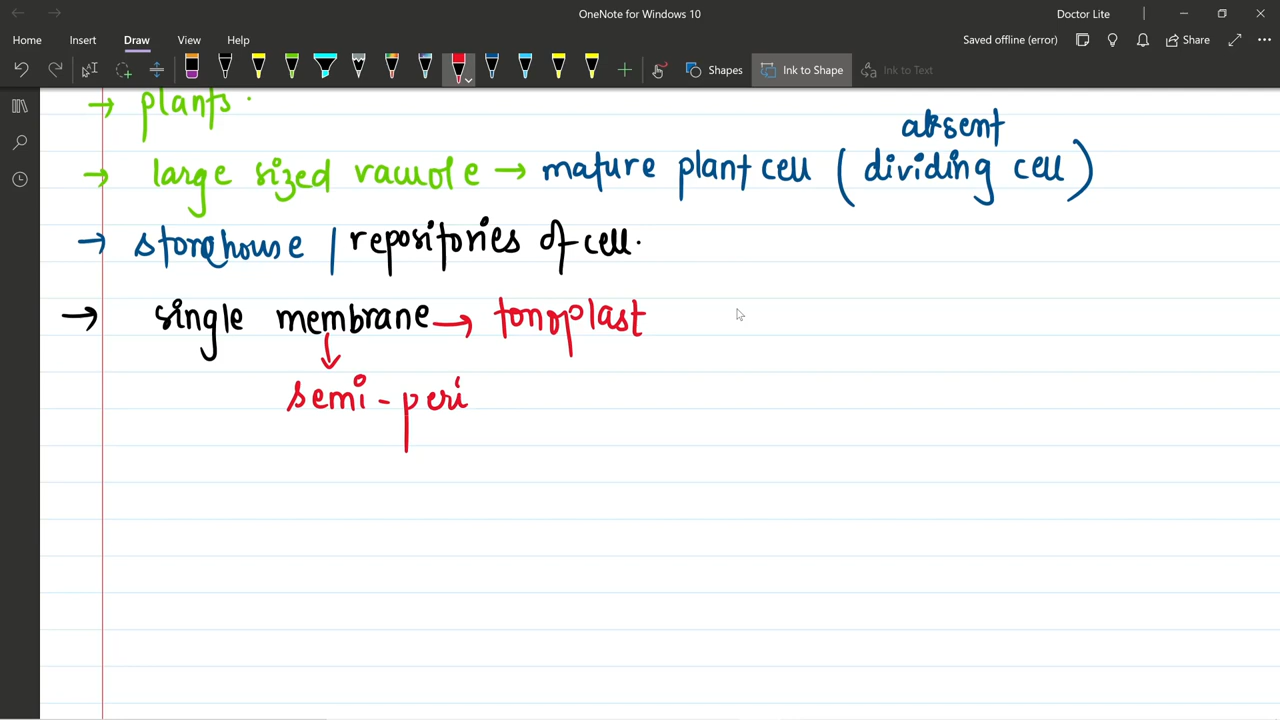 OneNote for Windows 10
Doctor Lite
Home Insert Draw View Help
Saved offline (error)
Share
Shapes
Ink to Shape
Ink to Text
→ plants.
absent
→ large sized vacuole → mature plant cell (dividing cell)
→ storehouse | repositories of cell.
→ single membrane → tonoplast
↓
semi-peri